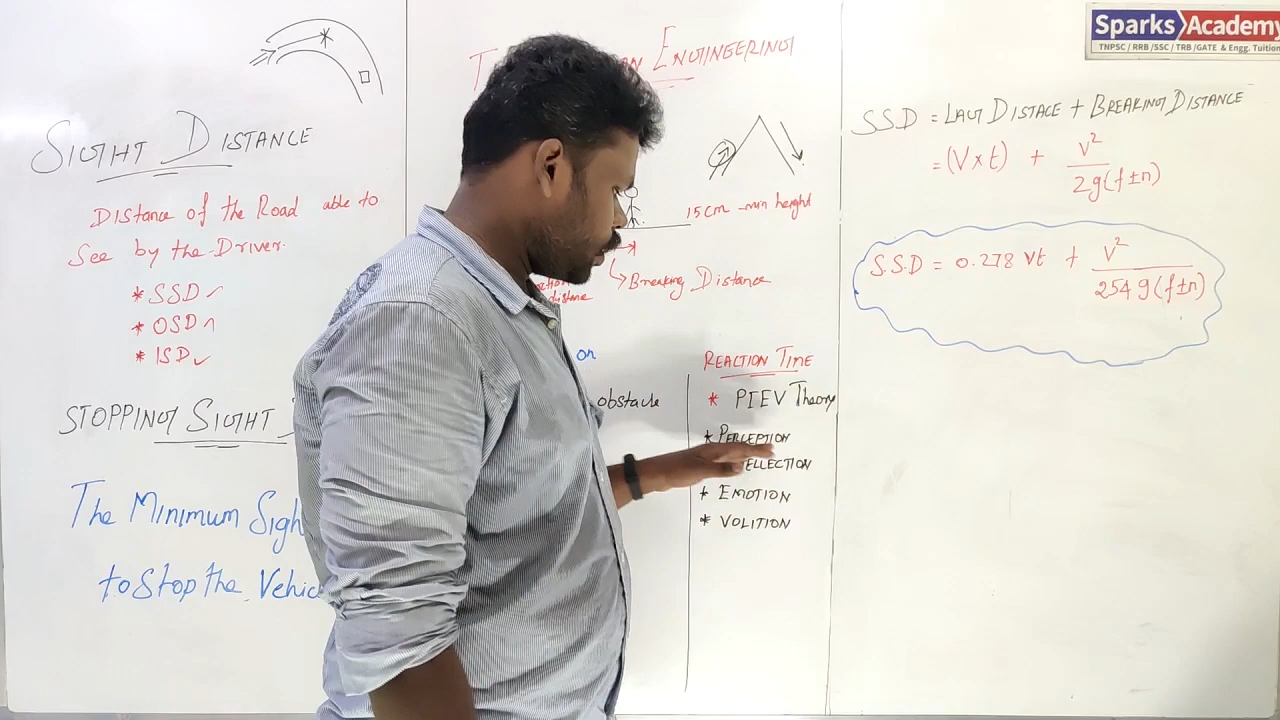 Sparks Academy
TNPSC / RRB /SSC / TRB /GATE & Engg. Tuition
ENGINEERING
SIGHT DISTANCE
Distance of the Road able to
See by the Driver.
* SSD
* OSD
* ISD
STOPPING SIGHT
The Minimum Sigh
to Stop the Vehic
15cm - min height
Breaking Distance
on
obstacle
REACTION TIME
* PIEV Theory
* PERCEPTION
TELLECTION
* EMOTION
* VOLITION
SSD = LAG DISTACE + BREAKING DISTANCE
= (V x t) + V²
2g(f±n)
S.S.D = 0.278 Vt + V²
254 g(f±n)